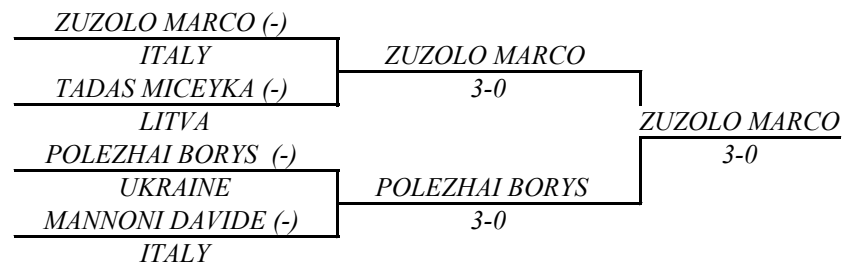 ZUZOLO MARCO (-)
ITALY
TADAS MICEYKA (-)
LITVA
POLEZHAI BORYS (-)
UKRAINE
MANNONI DAVIDE (-)
ITALY
ZUZOLO MARCO
3-0
POLEZHAI BORYS
3-0
ZUZOLO MARCO
3-0